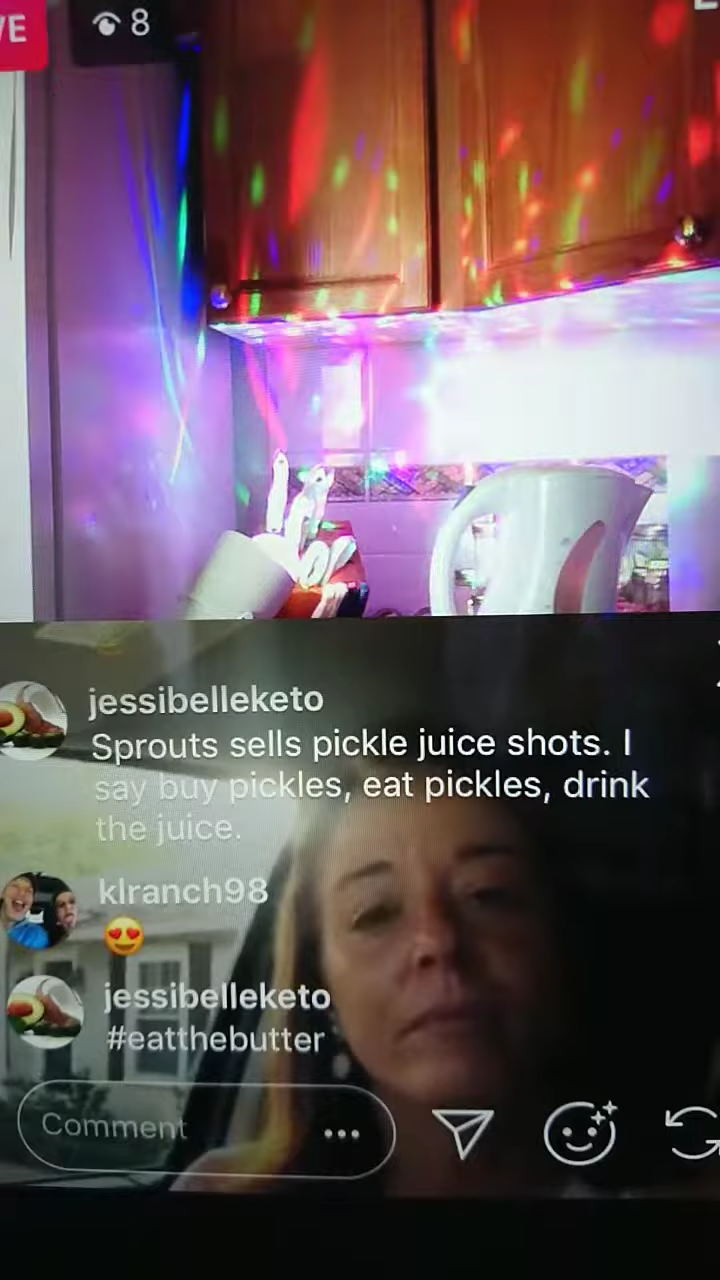 VE
8
jessibelleketo
Sprouts sells pickle juice shots. I
say buy pickles, eat pickles, drink
the juice.
klranch98
😍
jessibelleketo
#eatthebutter
Comment